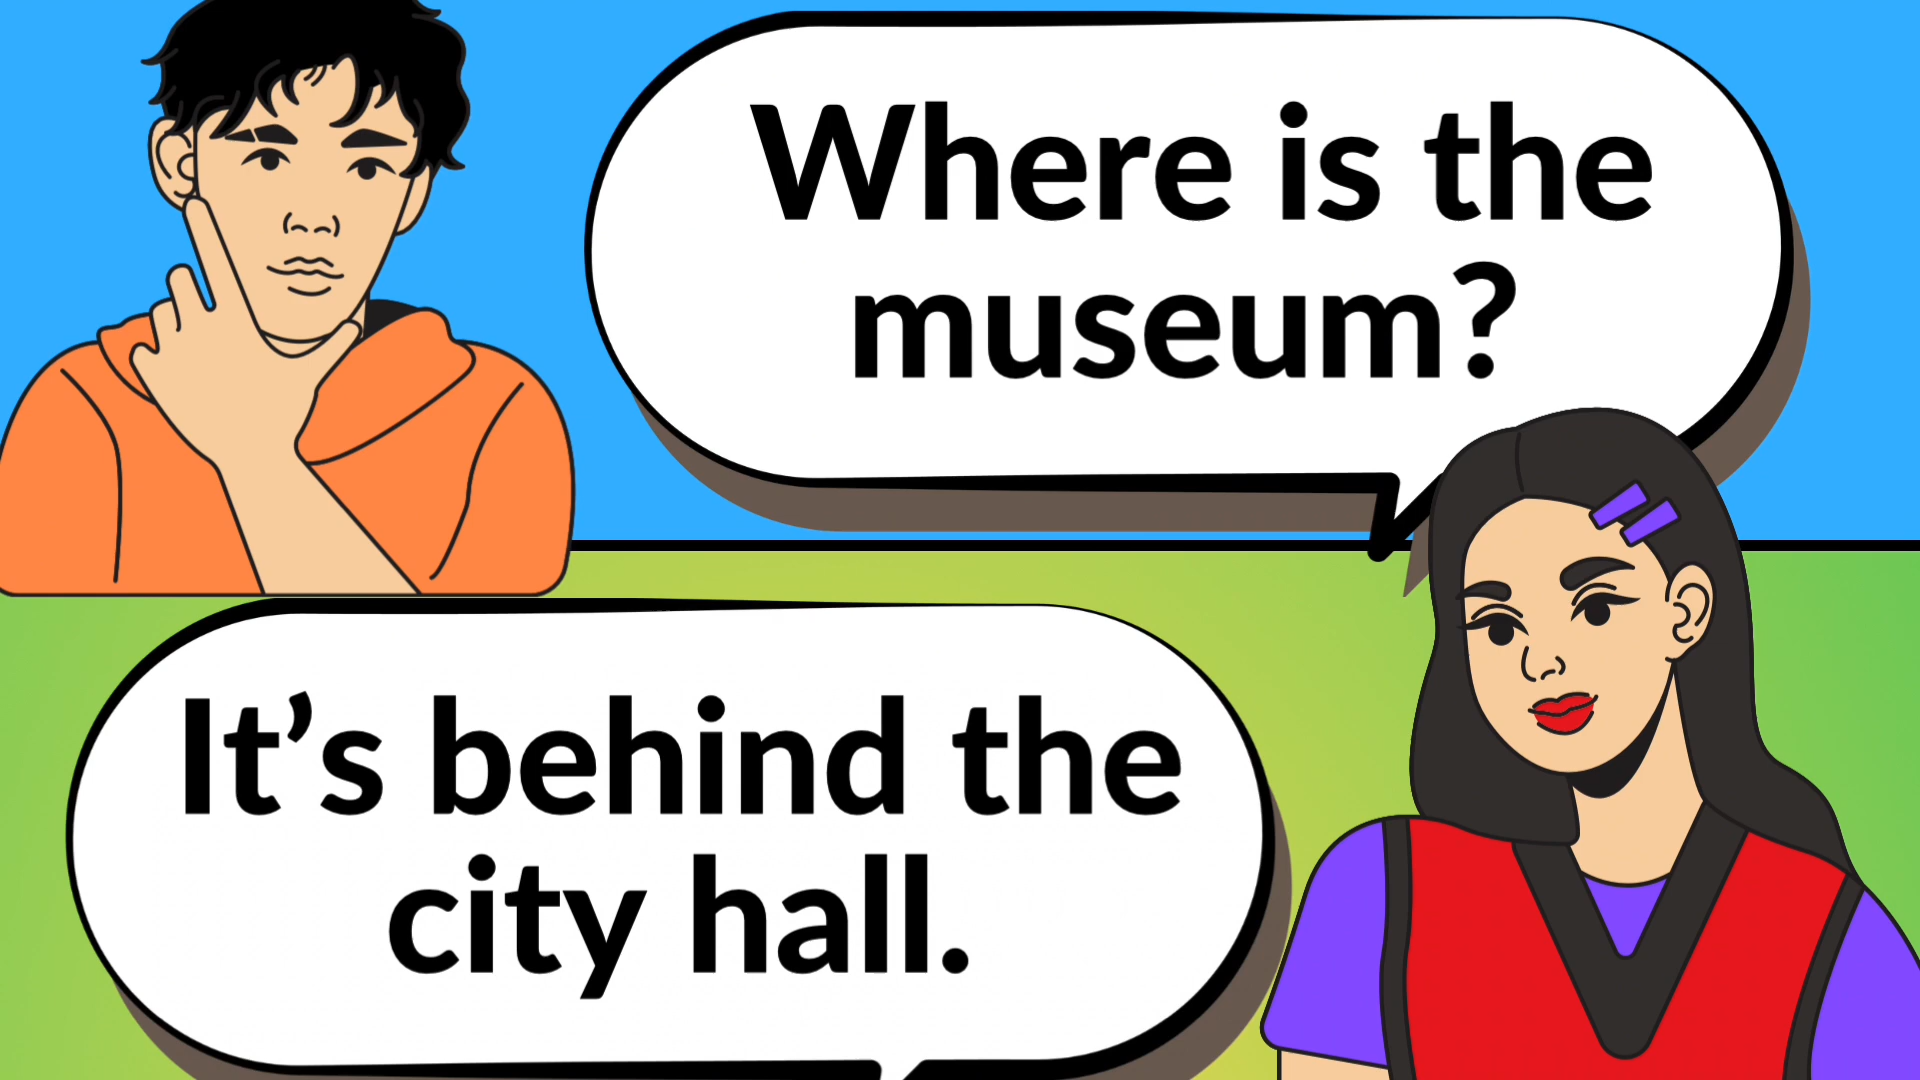 Where is the
museum?
It’s behind the
city hall.